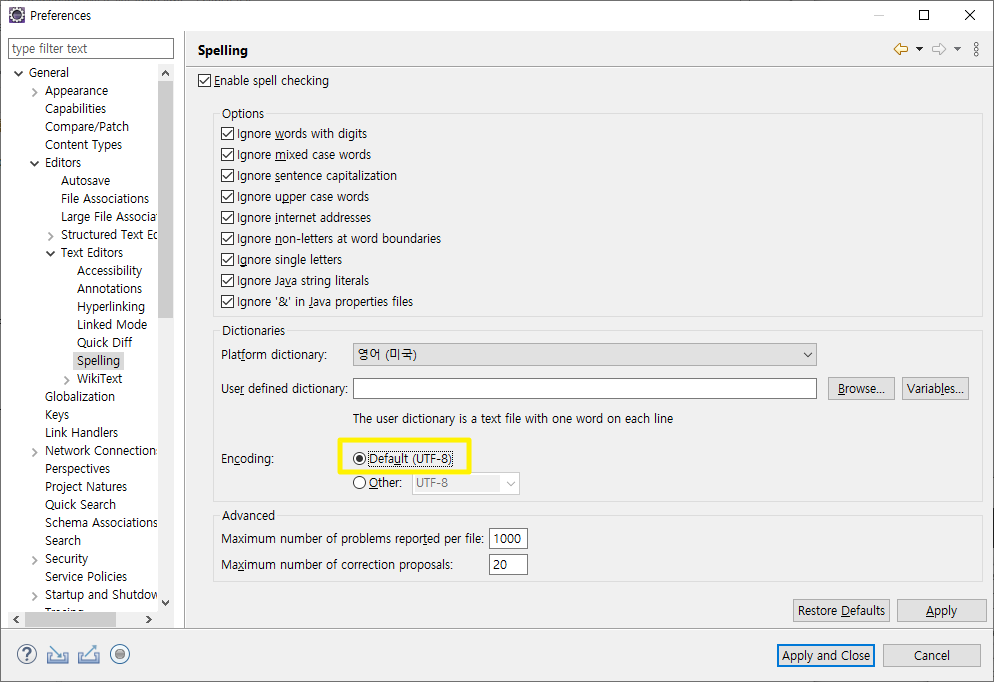 Preferences
type filter text
General
Appearance
Capabilities
Compare/Patch
Content Types
Editors
Autosave
File Associations
Large File Associa
Structured Text Ec
Text Editors
Accessibility
Annotations
Hyperlinking
Linked Mode
Quick Diff
Spelling
WikiText
Globalization
Keys
Link Handlers
Network Connections
Perspectives
Project Natures
Quick Search
Schema Associations
Search
Security
Service Policies
Startup and Shutdow
Spelling
Enable spell checking
Options
Ignore words with digits
Ignore mixed case words
Ignore sentence capitalization
Ignore upper case words
Ignore internet addresses
Ignore non-letters at word boundaries
Ignore single letters
Ignore Java string literals
Ignore '&' in Java properties files
Dictionaries
Platform dictionary: 영어 (미국)
User defined dictionary: Browse... Variables...
The user dictionary is a text file with one word on each line
Encoding: Default (UTF-8)
Other: UTF-8
Advanced
Maximum number of problems reported per file: 1000
Maximum number of correction proposals: 20
Restore Defaults Apply
? Apply and Close Cancel